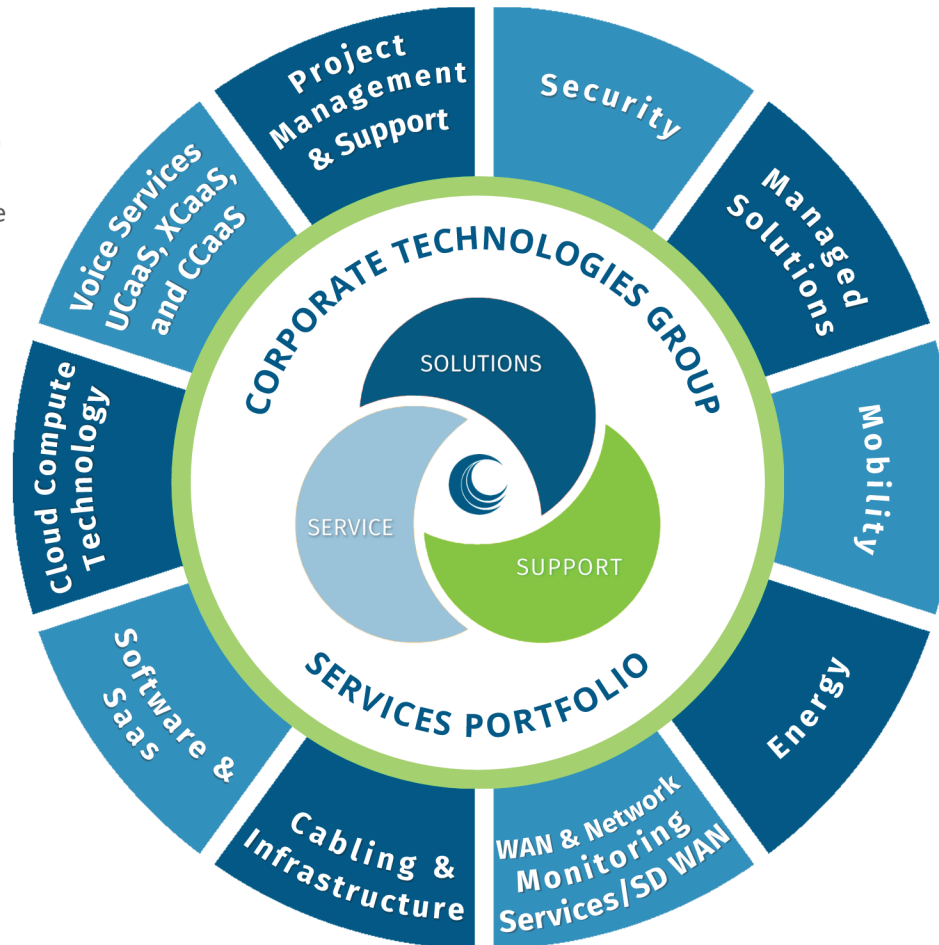 Project
Management
& Support
Security
Managed
Solutions
Mobility
Energy
WAN & Network
Monitoring
Services/SD WAN
Cabling &
Infrastructure
Software &
Saas
Cloud Compute
Technology
Voice Services
UCaaS, XCaaS,
and CCaaS
CORPORATE TECHNOLOGIES GROUP
SOLUTIONS
SERVICE
SUPPORT
SERVICES PORTFOLIO
e